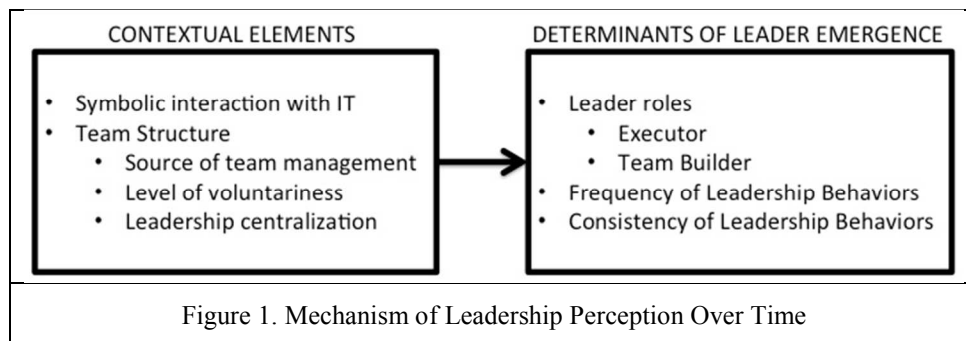 CONTEXTUAL ELEMENTS
• Symbolic interaction with IT
• Team Structure
• Source of team management
• Level of voluntariness
• Leadership centralization
DETERMINANTS OF LEADER EMERGENCE
• Leader roles
• Executor
• Team Builder
• Frequency of Leadership Behaviors
• Consistency of Leadership Behaviors
Figure 1. Mechanism of Leadership Perception Over Time